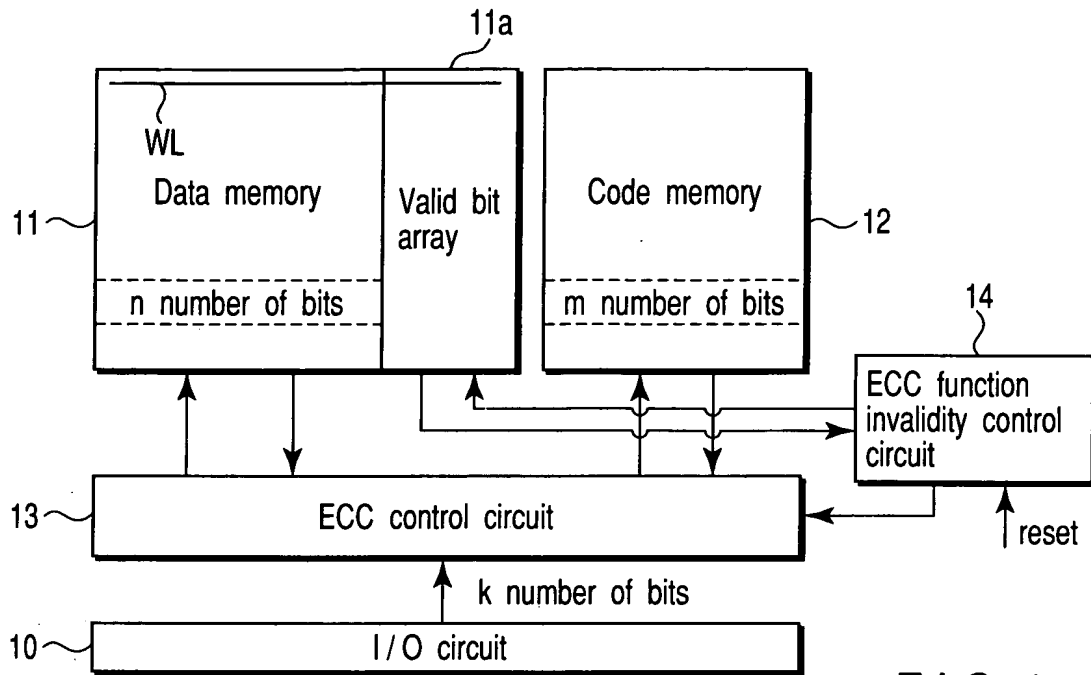 11a
WL
Data memory
Valid bit
array
Code memory
11
12
n number of bits
m number of bits
14
ECC function
invalidity control
circuit
13
ECC control circuit
reset
k number of bits
10
I/O circuit